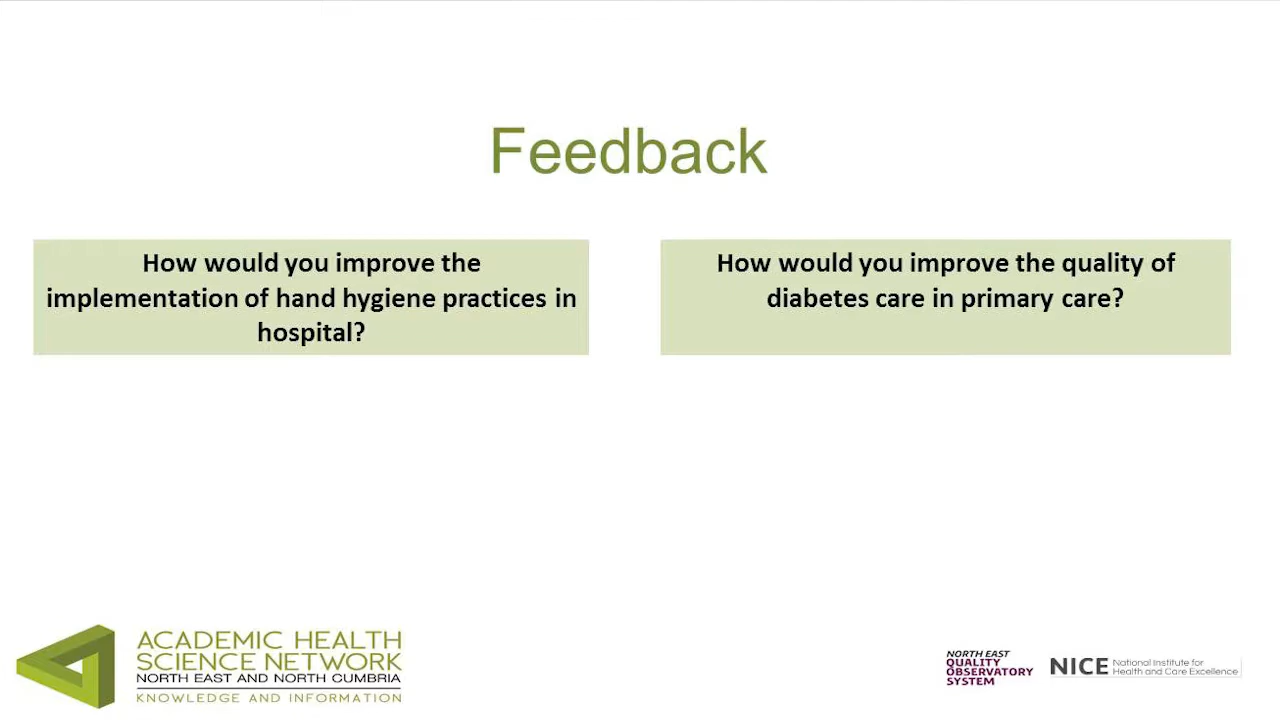 Feedback
How would you improve the
implementation of hand hygiene practices in
hospital?
How would you improve the quality of
diabetes care in primary care?
ACADEMIC HEALTH
SCIENCE NETWORK
NORTH EAST AND NORTH CUMBRIA
KNOWLEDGE AND INFORMATION
NORTH EAST
QUALITY
OBSERVATORY
SYSTEM
NICE
National Institute for
Health and Care Excellence